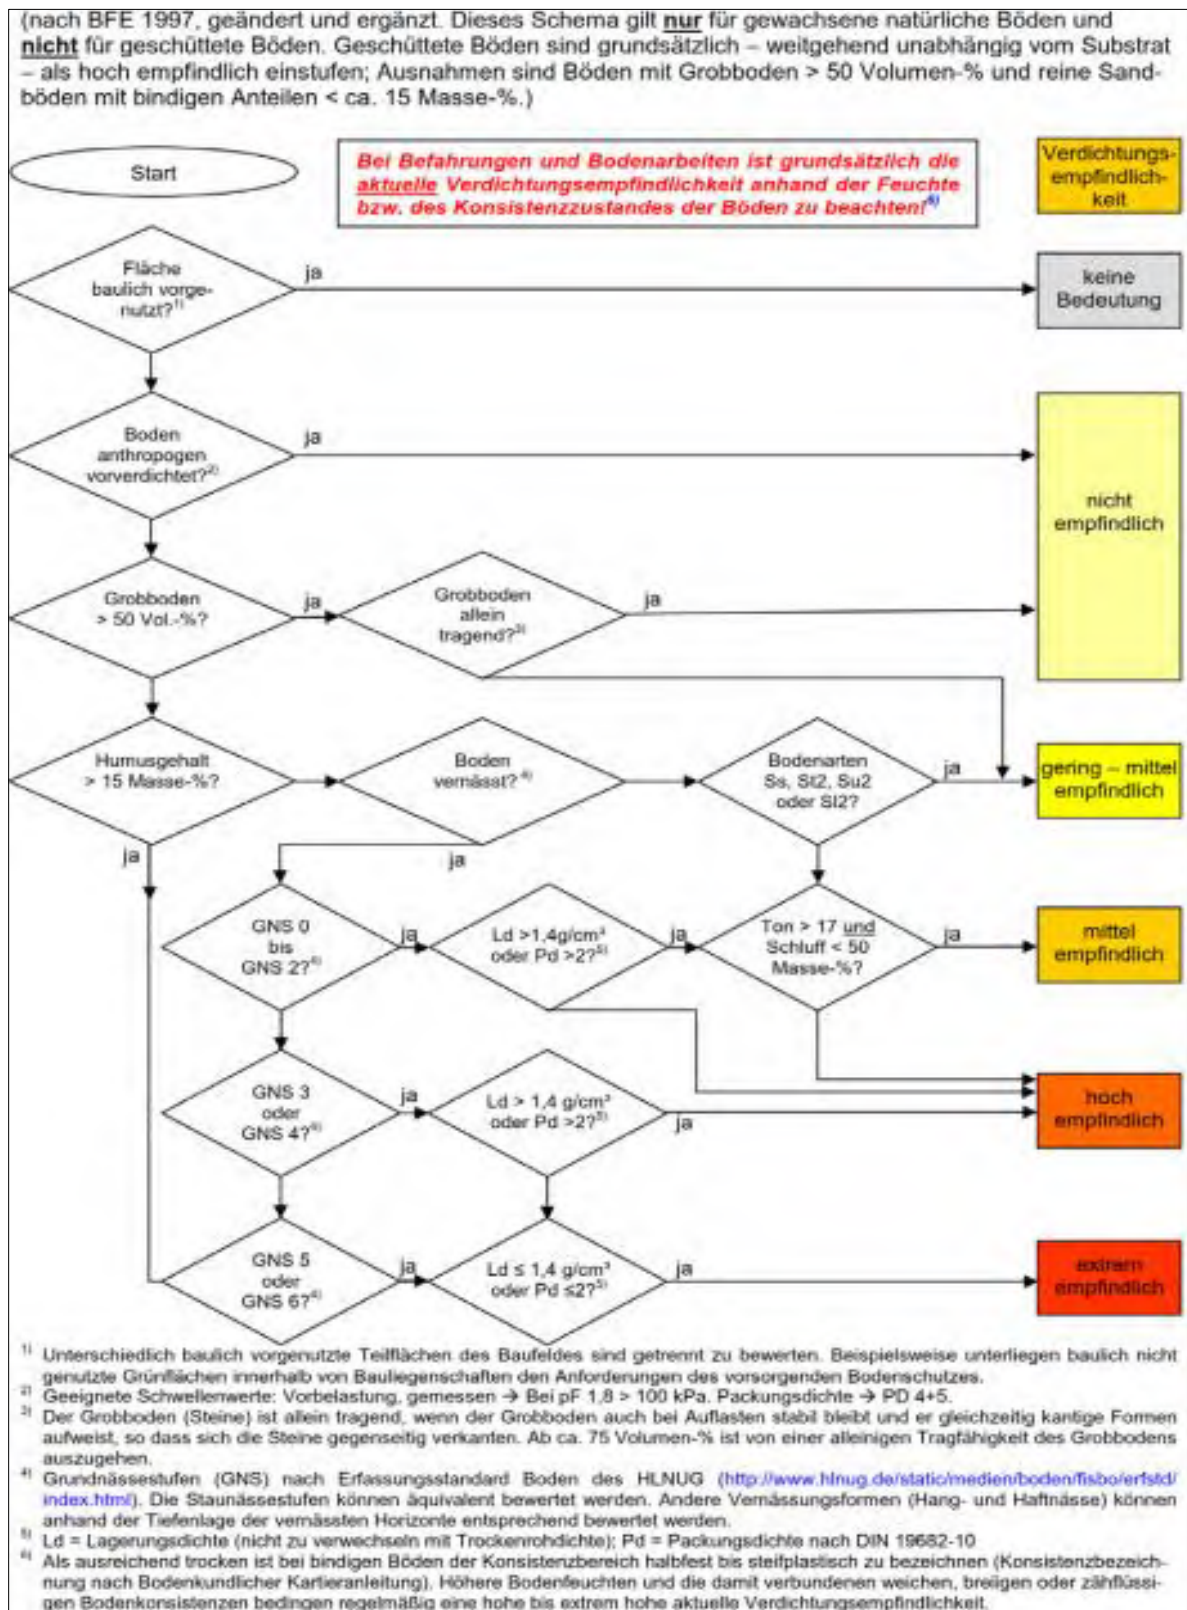 (nach BFE 1997, geändert und ergänzt. Dieses Schema gilt nur für gewachsene natürliche Böden und
nicht für geschüttete Böden. Geschüttete Böden sind grundsätzlich – weitgehend unabhängig vom Substrat
– als hoch empfindlich einstufen; Ausnahmen sind Böden mit Grobboden > 50 Volumen-% und reine Sand-
böden mit bindigen Anteilen < ca. 15 Masse-%.)
Start
Bei Befahrungen und Bodenarbeiten ist grundsätzlich die
aktuelle Verdichtungsempfindlichkeit anhand der Feuchte
bzw. des Konsistenzzustandes der Böden zu beachten!6)
Verdichtungs-
empfindlich-
keit
Fläche
baulich vorge-
nutzt?1)
ja
keine
Bedeutung
Boden
anthropogen
vorverdichtet?2)
ja
nicht
empfindlich
Grobboden
> 50 Vol.-%?
ja
Grobboden
allein
tragend?3)
ja
Humusgehalt
> 15 Masse-%?
Boden
vernässt?4)
Bodenarten
Ss, St2, Su2
oder Sl2?
ja
gering – mittel
empfindlich
ja
ja
GNS 0
bis
GNS 2?4)
ja
Ld >1,4g/cm³
oder Pd >2?5)
ja
Ton > 17 und
Schluff < 50
Masse-%?
ja
mittel
empfindlich
GNS 3
oder
GNS 4?4)
ja
Ld > 1,4 g/cm³
oder Pd >2?5)
ja
hoch
empfindlich
GNS 5
oder
GNS 6?4)
ja
Ld ≤ 1,4 g/cm³
oder Pd ≤2?5)
ja
extrem
empfindlich
1) Unterschiedlich baulich vorgenutzte Teilflächen des Baufeldes sind getrennt zu bewerten. Beispielsweise unterliegen baulich nicht
genutzte Grünflächen innerhalb von Bauliegenschaften den Anforderungen des vorsorgenden Bodenschutzes.
2) Geeignete Schwellenwerte: Vorbelastung, gemessen → Bei pF 1,8 > 100 kPa. Packungsdichte → PD 4+5.
3) Der Grobboden (Steine) ist allein tragend, wenn der Grobboden auch bei Auflasten stabil bleibt und er gleichzeitig kantige Formen
aufweist, so dass sich die Steine gegenseitig verkanten. Ab ca. 75 Volumen-% ist von einer alleinigen Tragfähigkeit des Grobbodens
auszugehen.
4) Grundnässestufen (GNS) nach Erfassungsstandard Boden des HLNUG (http://www.hlnug.de/static/medien/boden/fisbo/erfstd/
index.html). Die Staunässestufen können äquivalent bewertet werden. Andere Vernässungsformen (Hang- und Haftnässe) können
anhand der Tiefenlage der vernässten Horizonte entsprechend bewertet werden.
5) Ld = Lagerungsdichte (nicht zu verwechseln mit Trockenrohdichte); Pd = Packungsdichte nach DIN 19682-10
6) Als ausreichend trocken ist bei bindigen Böden der Konsistenzbereich halbfest bis steifplastisch zu bezeichnen (Konsistenzbezeich-
nung nach Bodenkundlicher Kartieranleitung). Höhere Bodenfeuchten und die damit verbundenen weichen, breiigen oder zähflüssi-
gen Bodenkonsistenzen bedingen regelmäßig eine hohe bis extrem hohe aktuelle Verdichtungsempfindlichkeit.